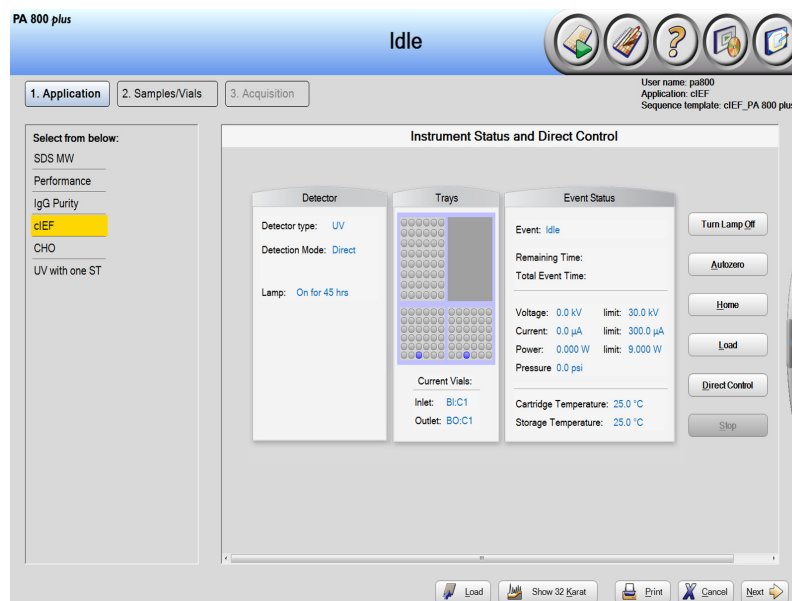 PA 800 plus
Idle
User name: pa800
Application: cIEF
Sequence template: cIEF_PA 800 plus
1. Application
2. Samples/Vials
3. Acquisition
Select from below:
SDS MW
Performance
IgG Purity
cIEF
CHO
UV with one ST
Instrument Status and Direct Control
Detector
Detector type: UV
Detection Mode: Direct
Lamp: On for 45 hrs
Trays
Current Vials:
Inlet: BI:C1
Outlet: BO:C1
Event Status
Event: Idle
Remaining Time:
Total Event Time:
Voltage: 0.0 kV limit: 30.0 kV
Current: 0.0 µA limit: 300.0 µA
Power: 0.000 W limit: 9.000 W
Pressure 0.0 psi
Cartridge Temperature: 25.0 °C
Storage Temperature: 25.0 °C
Turn Lamp Off
Autozero
Home
Load
Direct Control
Stop
Load
Show 32 Karat
Print
Cancel
Next